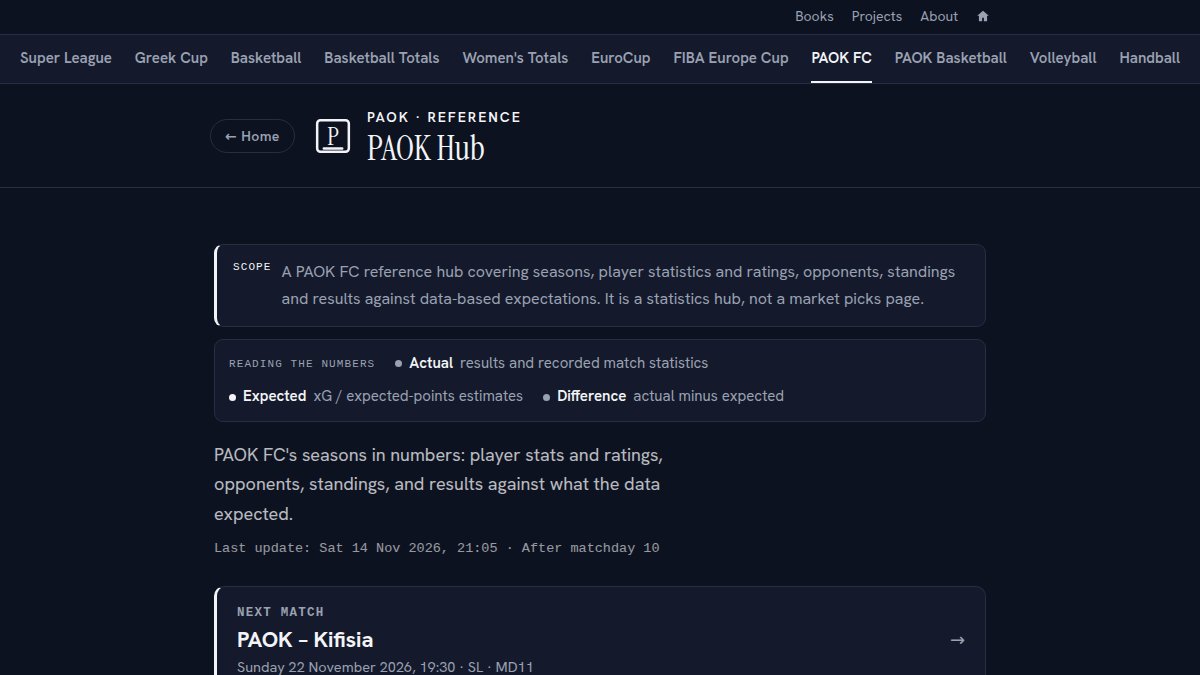 Books Projects About
Super League Greek Cup Basketball Basketball Totals Women's Totals EuroCup FIBA Europe Cup PAOK FC PAOK Basketball Volleyball Handball
← Home
P
PAOK · REFERENCE
PAOK Hub
SCOPE A PAOK FC reference hub covering seasons, player statistics and ratings, opponents, standings
and results against data-based expectations. It is a statistics hub, not a market picks page.
READING THE NUMBERS ● Actual results and recorded match statistics
● Expected xG / expected-points estimates ● Difference actual minus expected
PAOK FC's seasons in numbers: player stats and ratings,
opponents, standings, and results against what the data
expected.
Last update: Sat 14 Nov 2026, 21:05 · After matchday 10
NEXT MATCH
PAOK – Kifisia →
Sunday 22 November 2026, 19:30 · SL · MD11